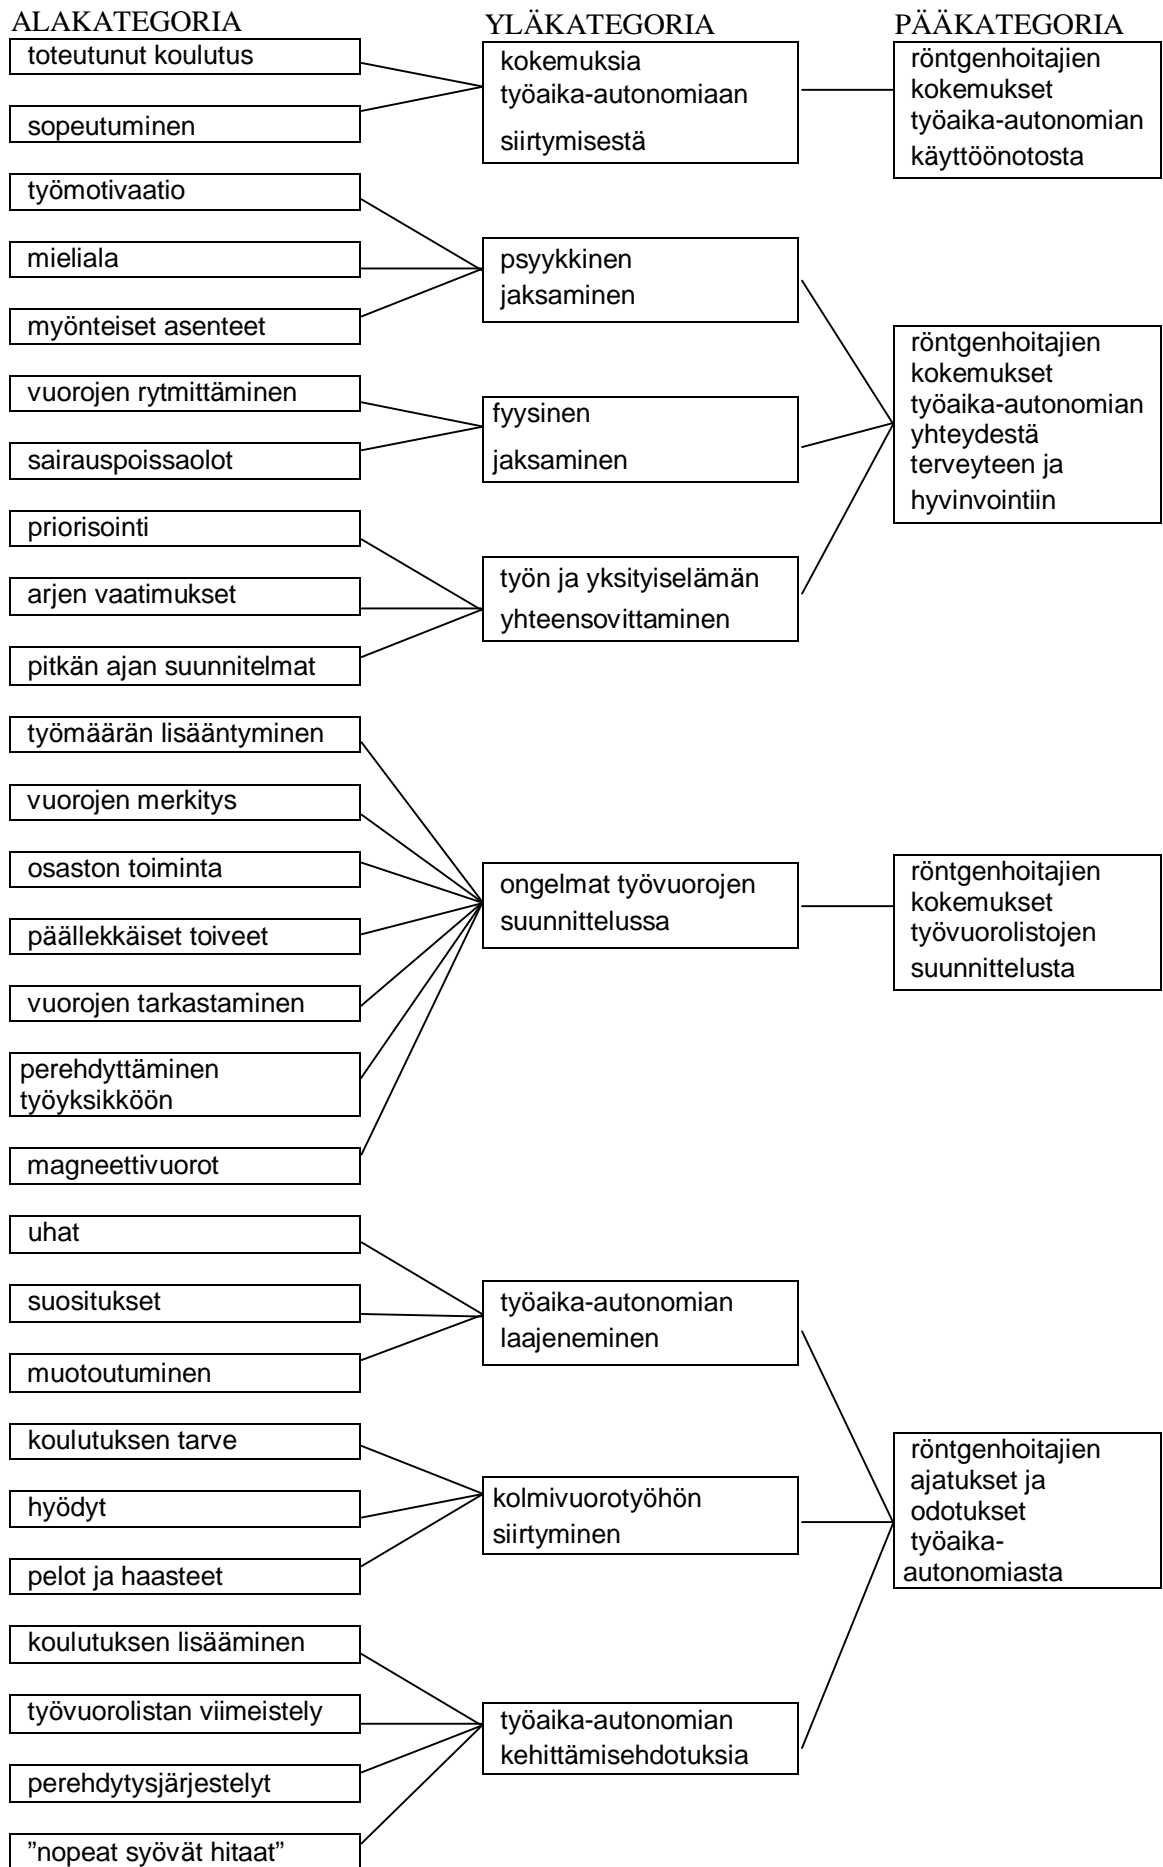 ALAKATEGORIA
toteutunut koulutus
sopeutuminen
työmotivaatio
mieliala
myönteiset asenteet
vuorojen rytmittäminen
sairauspoissaolot
priorisointi
arjen vaatimukset
pitkän ajan suunnitelmat
työmäärän lisääntyminen
vuorojen merkitys
osaston toiminta
päällekkäiset toiveet
vuorojen tarkastaminen
perehdyttäminen
työyksikköön
magneettivuorot
uhat
suositukset
muotoutuminen
koulutuksen tarve
hyödyt
pelot ja haasteet
koulutuksen lisääminen
työvuorolistan viimeistely
perehdytysjärjestelyt
”nopeat syövät hitaat”
YLÄKATEGORIA
kokemuksia
työaika-autonomiaan
siirtymisestä
psyykkinen
jaksaminen
fyysinen
jaksaminen
työn ja yksityiselämän
yhteensovittaminen
ongelmat työvuorojen
suunnittelussa
työaika-autonomian
laajeneminen
kolmivuorotyöhön
siirtyminen
työaika-autonomian
kehittämisehdotuksia
PÄÄKATEGORIA
röntgenhoitajien
kokemukset
työaika-autonomian
käyttöönotosta
röntgenhoitajien
kokemukset
työaika-autonomian
yhteydestä
terveyteen ja
hyvinvointiin
röntgenhoitajien
kokemukset
työvuorolistojen
suunnittelusta
röntgenhoitajien
ajatukset ja
odotukset
työaika-
autonomiasta